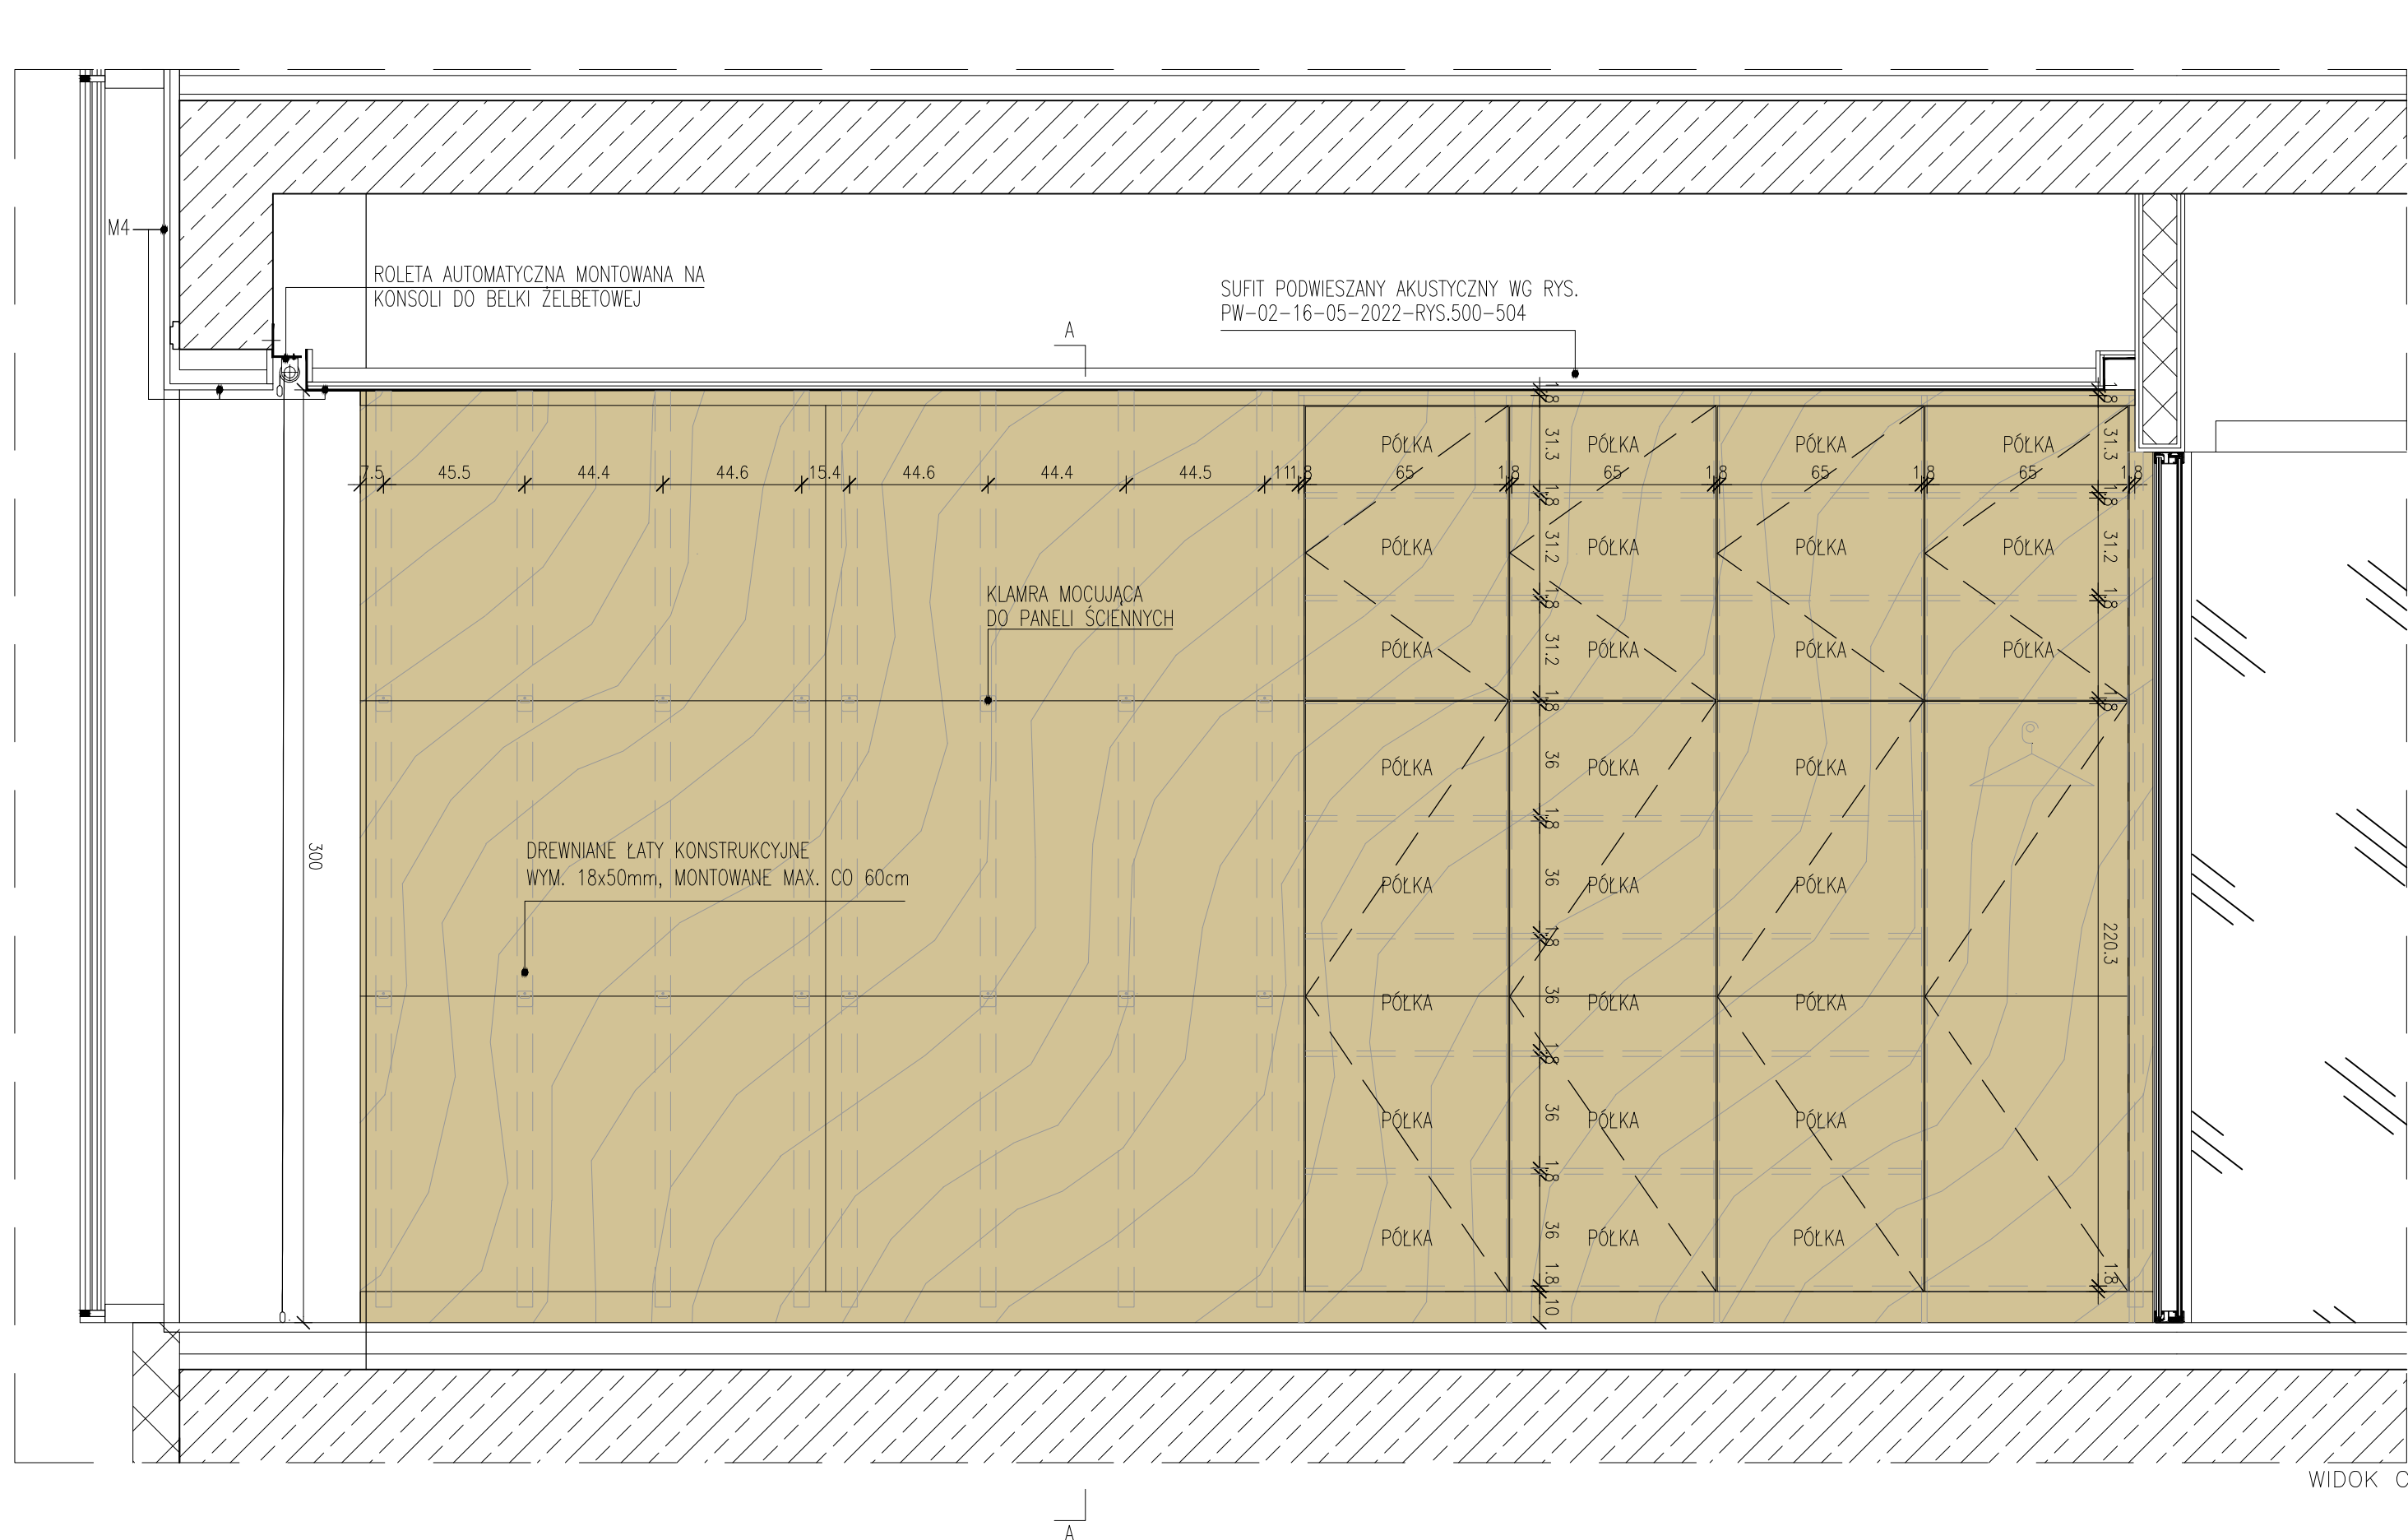 M4
ROLETA AUTOMATYCZNA MONTOWANA NA
KONSOLI DO BELKI ŻELBETOWEJ
A
SUFIT PODWIESZANY AKUSTYCZNY WG RYS.
PW-02-16-05-2022-RYS.500-504
1.8 1.8
PÓŁKA PÓŁKA PÓŁKA PÓŁKA
31.3 31.3
7.5 45.5 44.4 44.6 15.4 44.6 44.4 44.5 11 1.8 65 1.8 65 1.8 65 1.8 65 1.8
1.8 1.8
PÓŁKA PÓŁKA PÓŁKA PÓŁKA
31.2 31.2
1.8 1.8
KLAMRA MOCUJĄCA
DO PANELI ŚCIENNYCH
PÓŁKA PÓŁKA PÓŁKA PÓŁKA
31.2
1.8 1.8
PÓŁKA PÓŁKA PÓŁKA
36
1.8
300
DREWNIANE ŁATY KONSTRUKCYJNE
WYM. 18x50mm, MONTOWANE MAX. CO 60cm
PÓŁKA PÓŁKA PÓŁKA
36
1.8
220.3
PÓŁKA PÓŁKA PÓŁKA
36
1.8
PÓŁKA PÓŁKA PÓŁKA
36
1.8
PÓŁKA PÓŁKA PÓŁKA
36
1.8 1.8
10
WIDOK
A